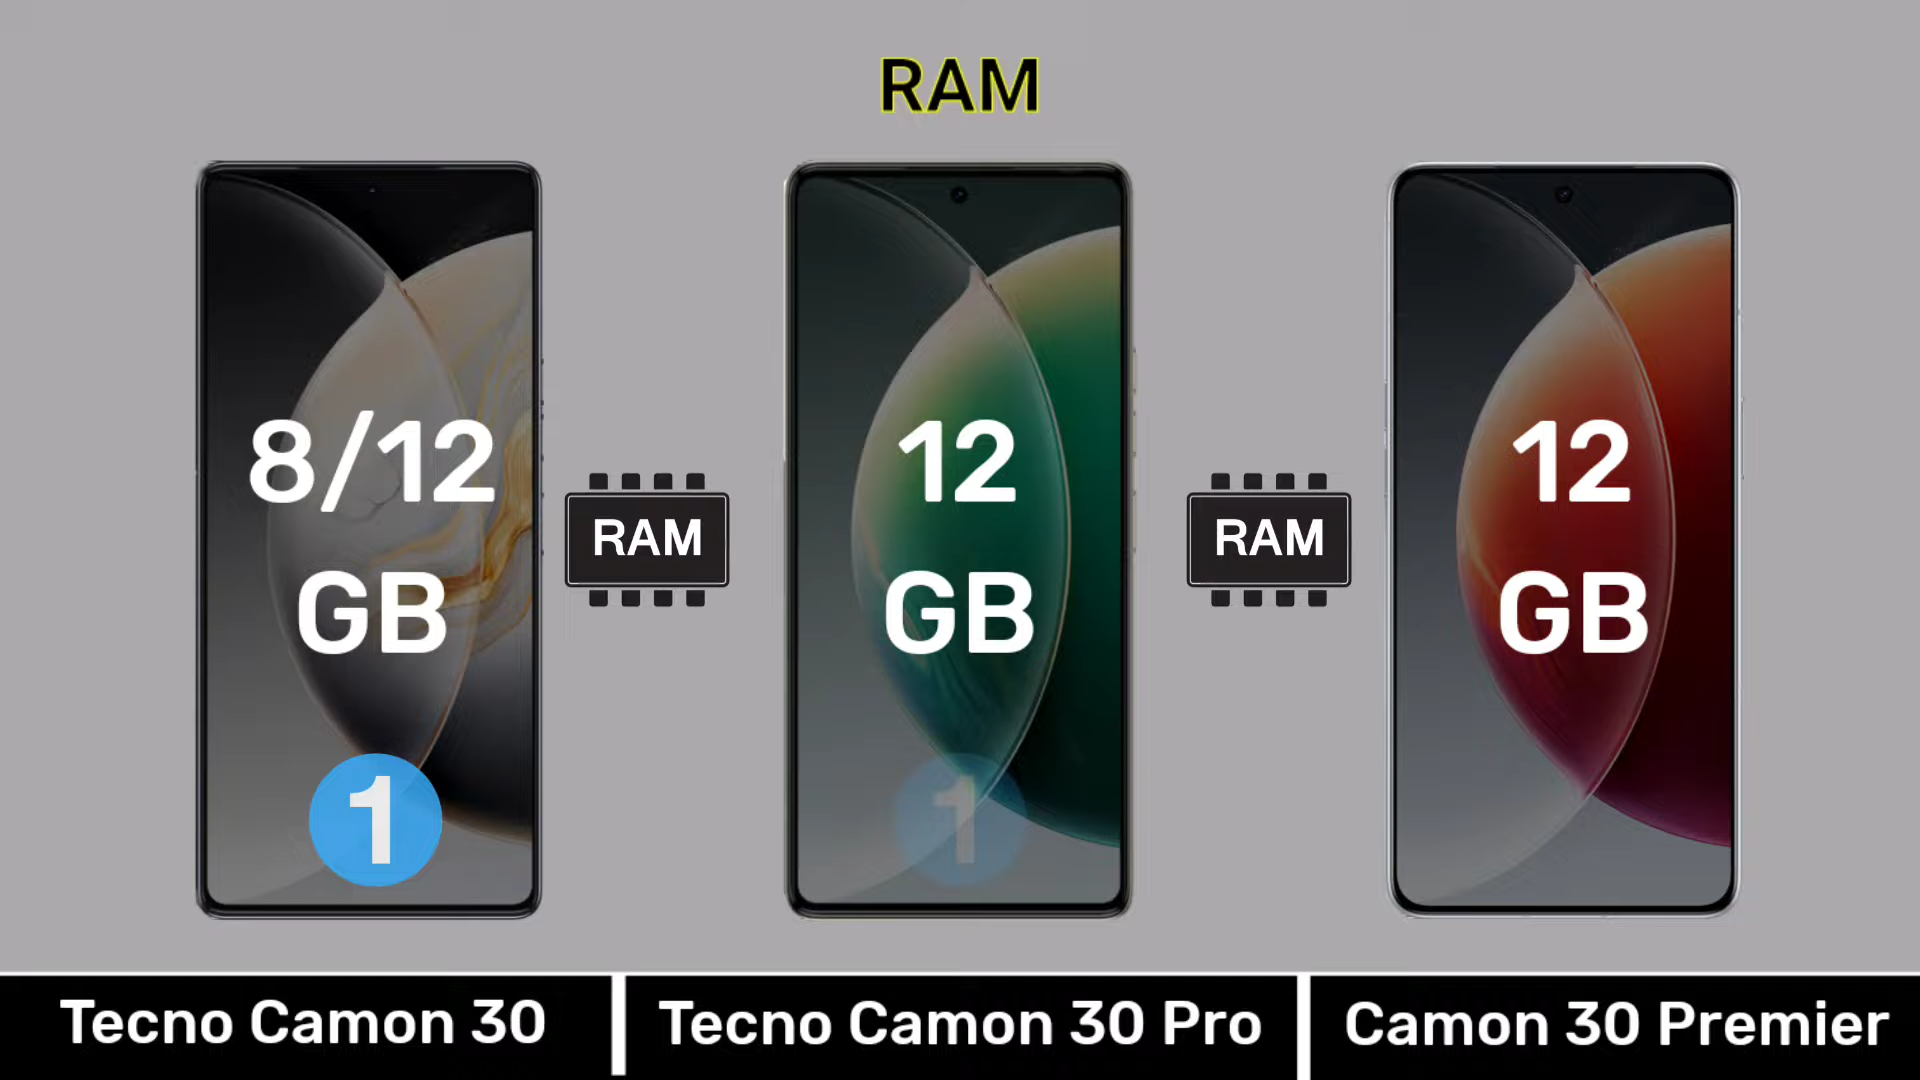 RAM
8/12
GB
RAM
12
GB
RAM
12
GB
1
1
Tecno Camon 30
Tecno Camon 30 Pro
Camon 30 Premier